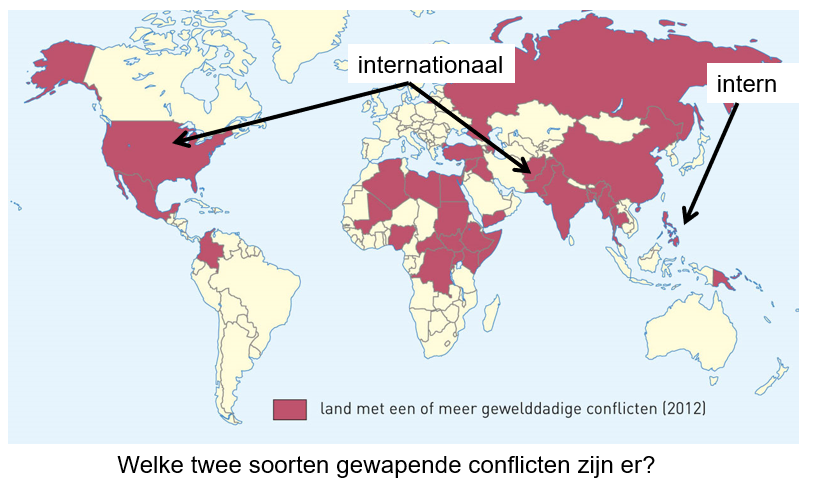 internationaal
intern
land met een of meer gewelddadige conflicten (2012)
Welke twee soorten gewapende conflicten zijn er?